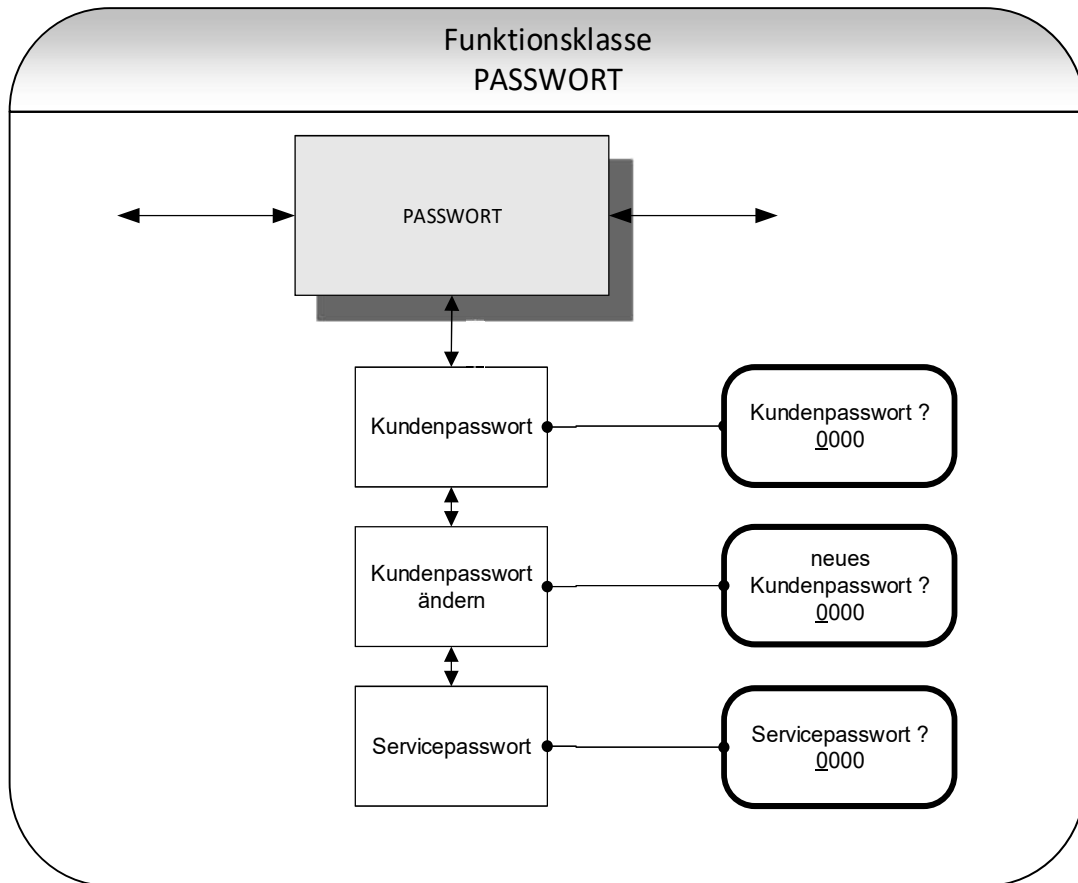 Funktionsklasse
PASSWORT
PASSWORT
Kundenpasswort
Kundenpasswort ?
0000
Kundenpasswort
ändern
neues
Kundenpasswort ?
0000
Servicepasswort
Servicepasswort ?
0000